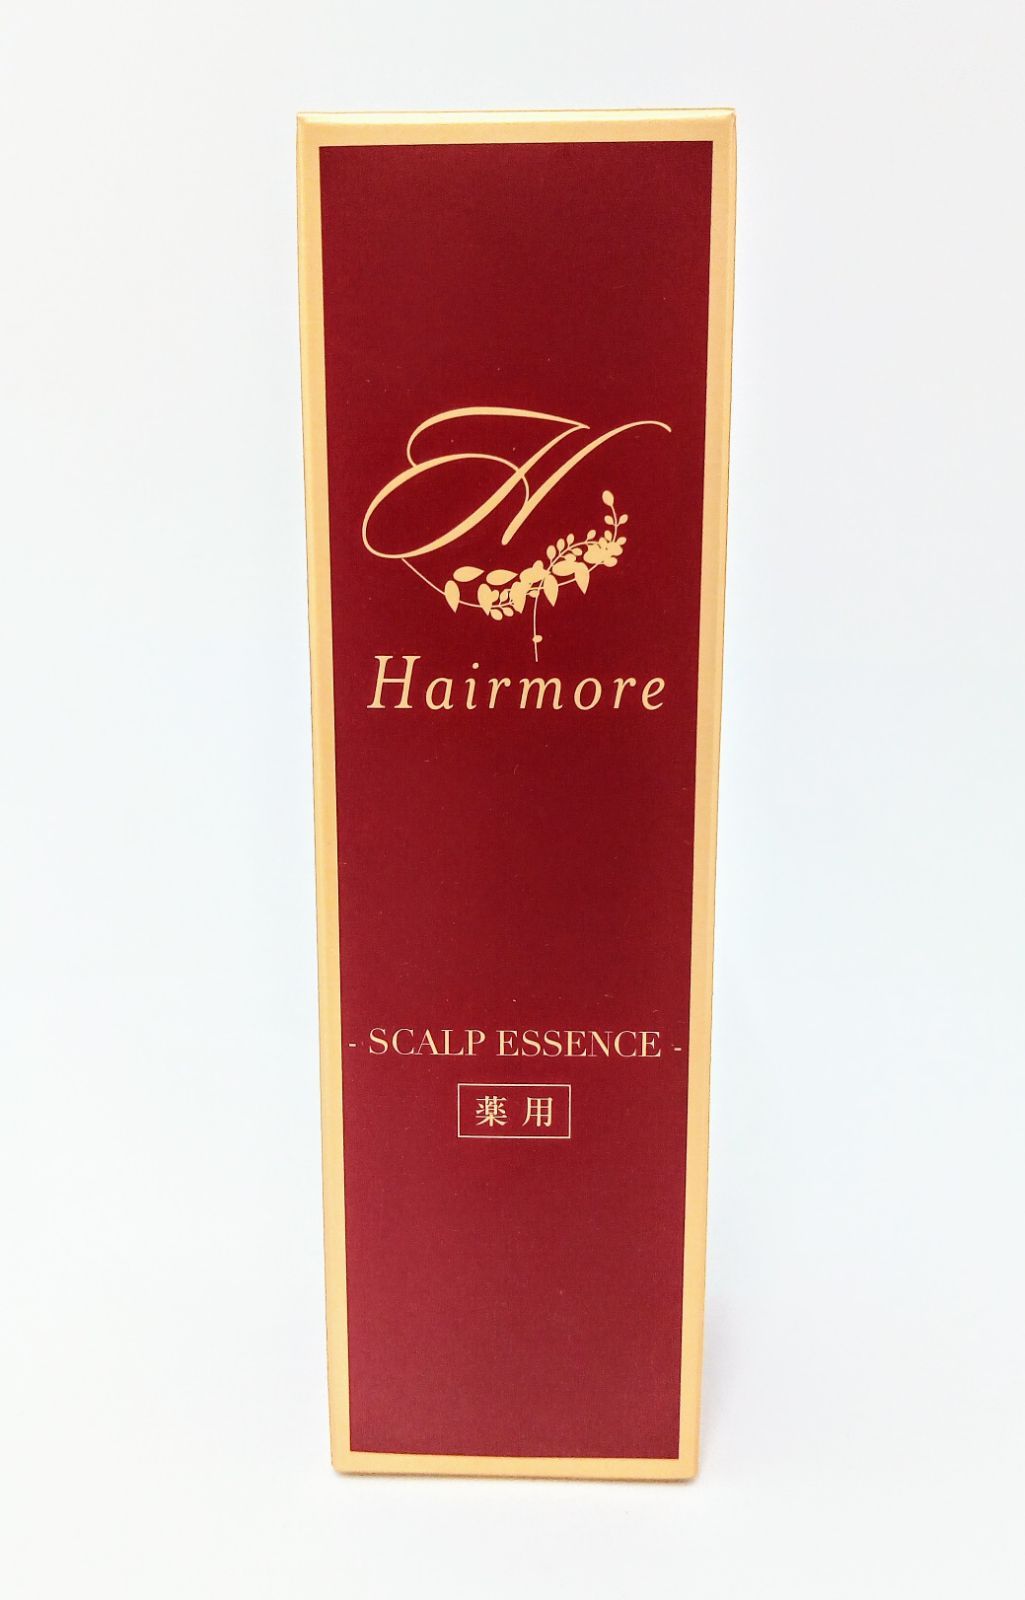 H
Hairmore
- SCALP ESSENCE -
薬用